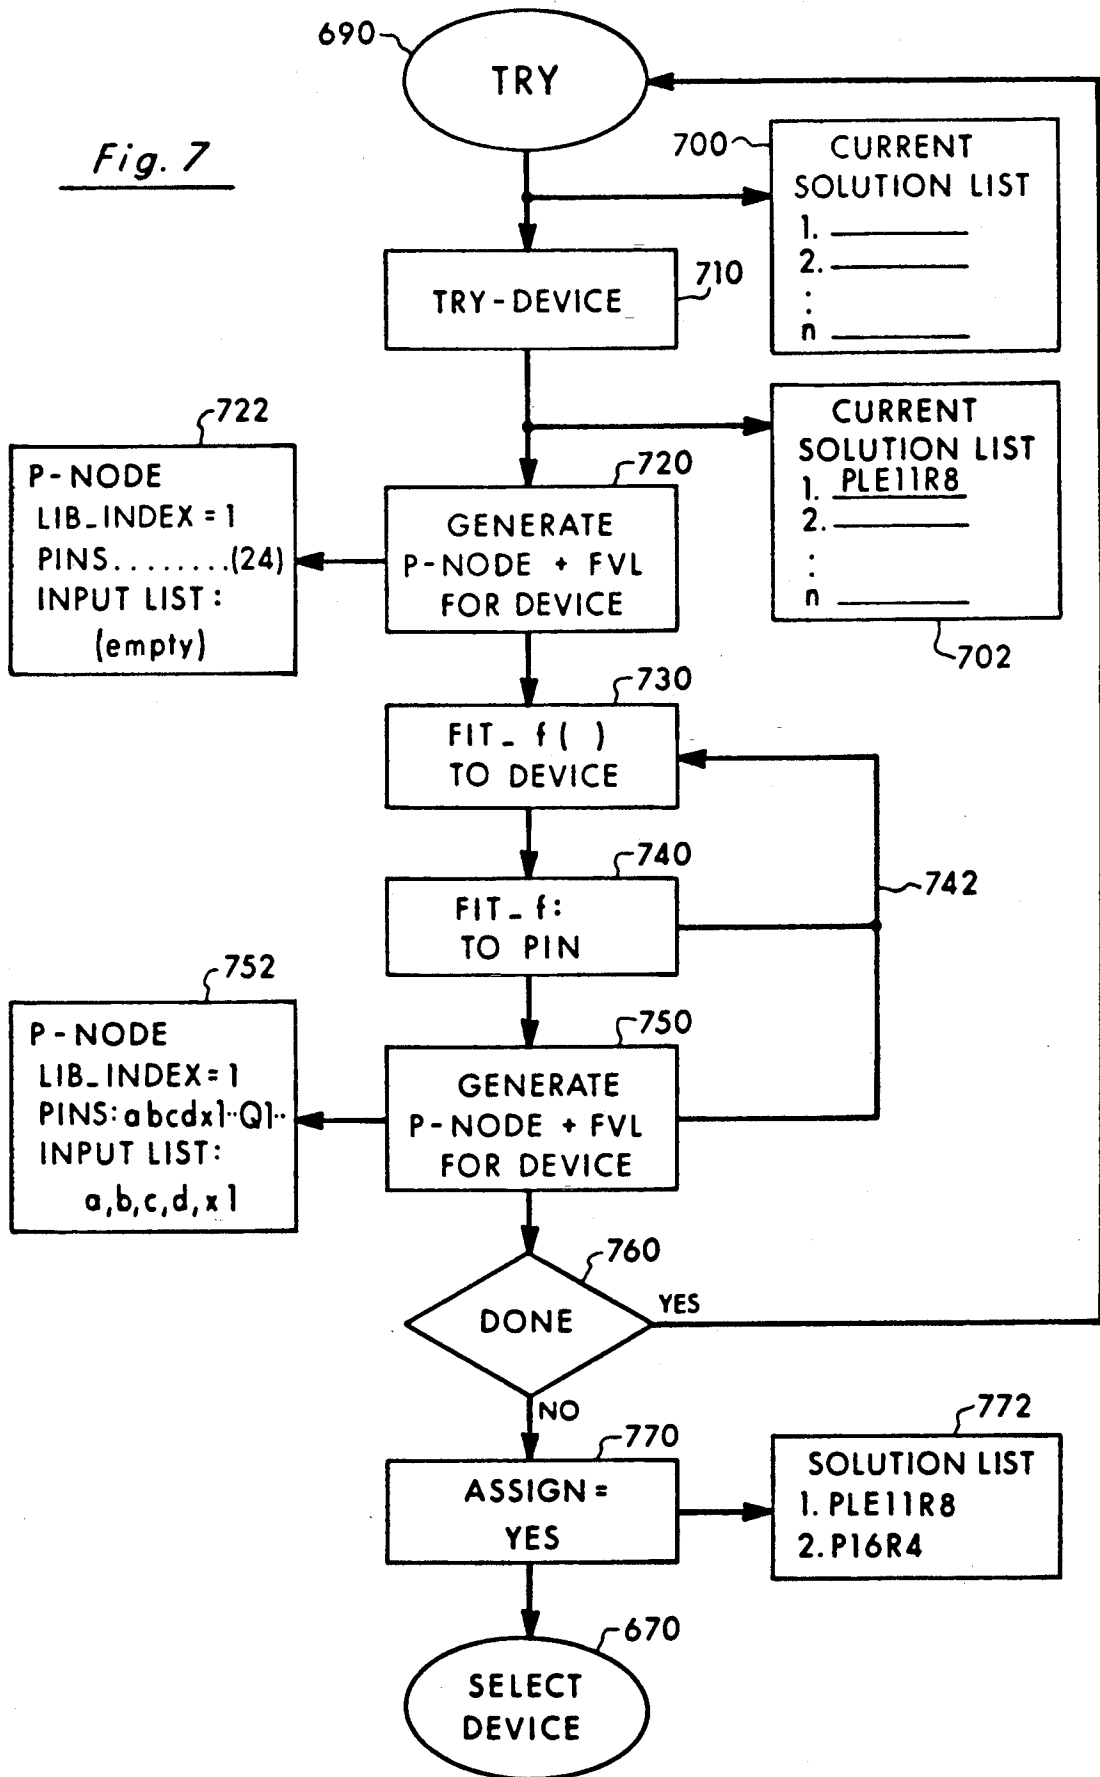 690
TRY
Fig. 7
700
CURRENT
SOLUTION LIST
1.
2.
:
n
TRY-DEVICE
710
722
P-NODE
LIB_INDEX = 1
PINS........(24)
INPUT LIST:
(empty)
720
GENERATE
P-NODE + FVL
FOR DEVICE
CURRENT
SOLUTION LIST
1. PLE11R8
2.
:
n
702
730
FIT_ f( )
TO DEVICE
740
FIT_ f:
TO PIN
742
752
P-NODE
LIB_INDEX=1
PINS: abcdx1··Q1··
INPUT LIST:
a,b,c,d,x1
750
GENERATE
P-NODE + FVL
FOR DEVICE
760
DONE
YES
NO
770
ASSIGN =
YES
772
SOLUTION LIST
1. PLE11R8
2. P16R4
670
SELECT
DEVICE